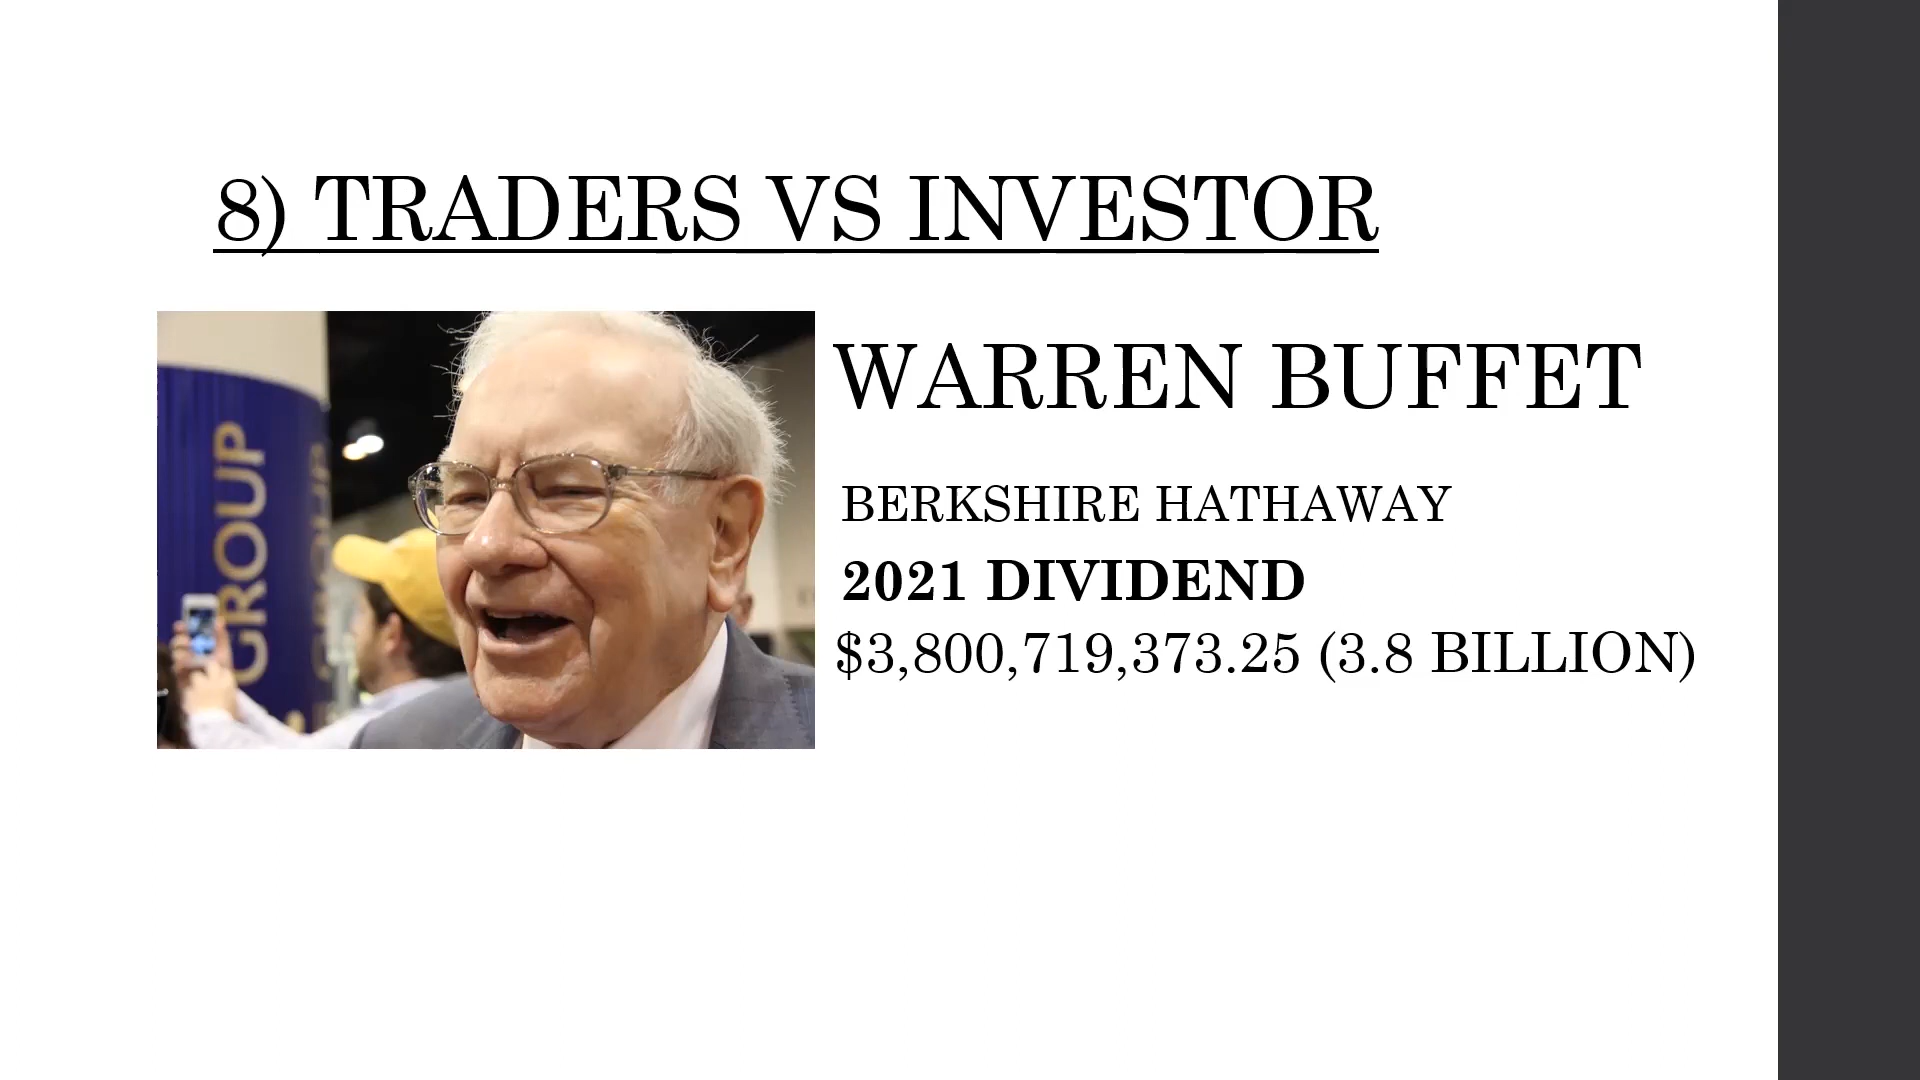 8) TRADERS VS INVESTOR
GROUP
GROUP
WARREN BUFFET
BERKSHIRE HATHAWAY
2021 DIVIDEND
$3,800,719,373.25 (3.8 BILLION)